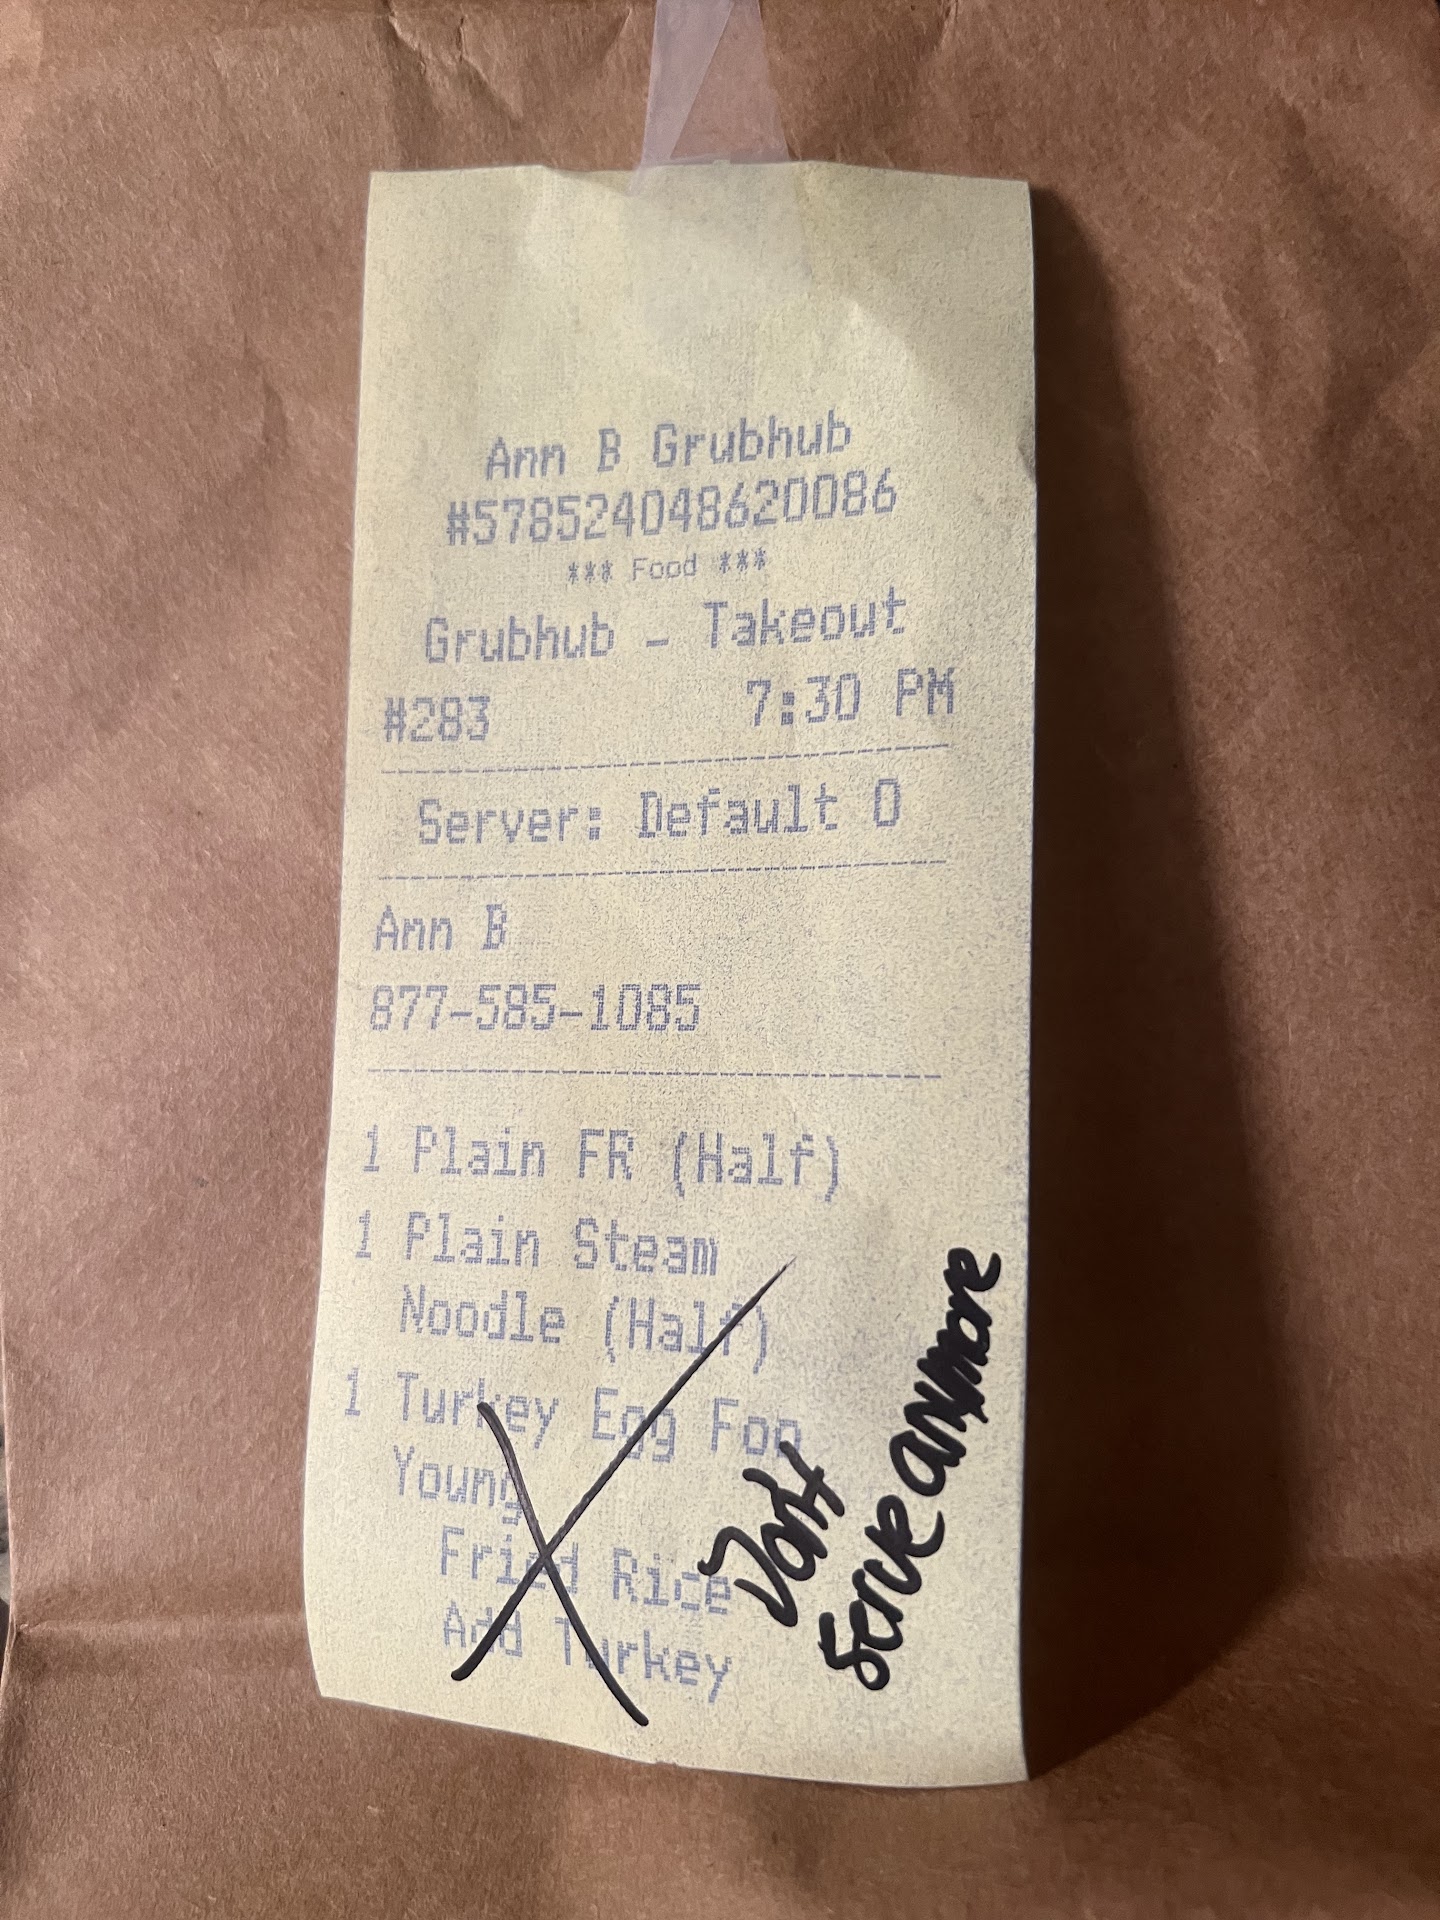 Ann B Grubhub
#578524048620086
*** Food ***
Grubhub - Takeout
#283 7:30 PM
Server: Default O
Ann B
877-585-1085
1 Plain FR (Half)
1 Plain Steam
Noodle (Half)
1 Turkey Egg Foo
Young
Fried Rice
Add Turkey
Don't
Serve anymore